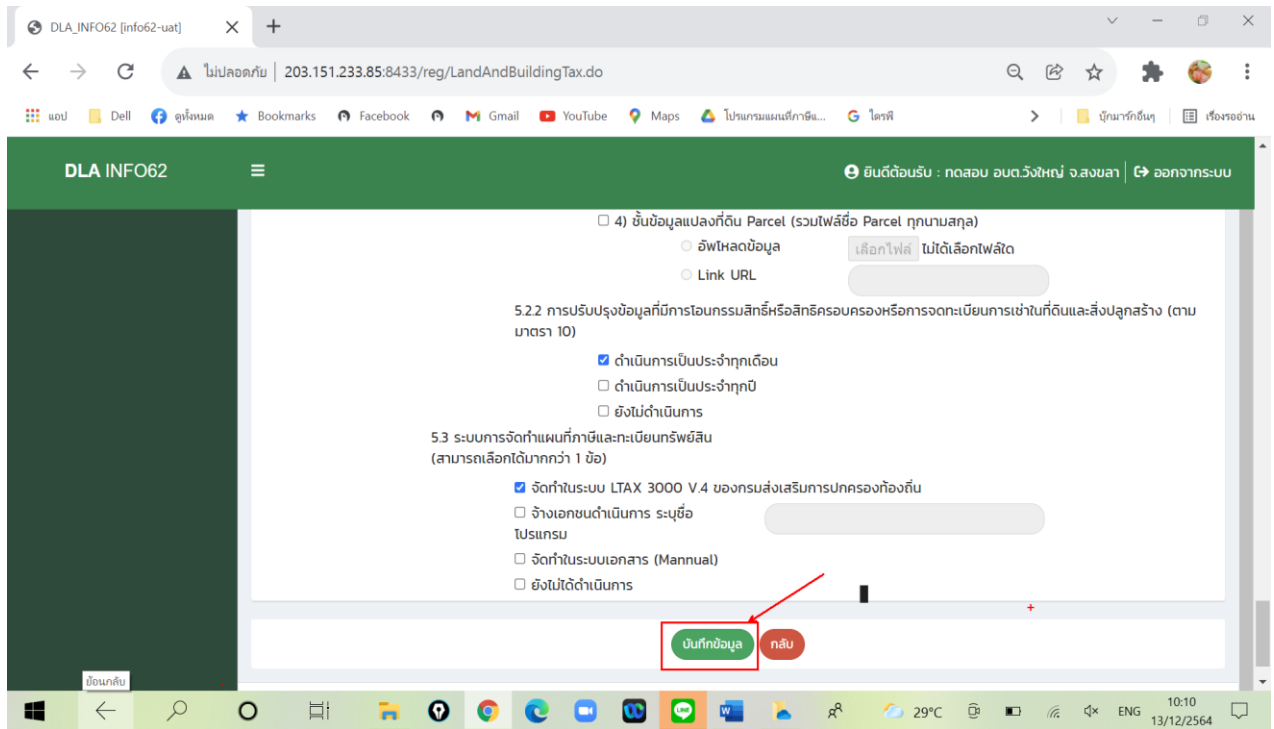 DLA_INFO62 [info62-uat]
ไม่ปลอดภัย | 203.151.233.85:8433/reg/LandAndBuildingTax.do
แอป Dell ดูทั้งหมด Bookmarks Facebook Gmail YouTube Maps โปรแกรมแผนที่ภาษีแ... ใครพี บุ๊กมาร์กอื่นๆ เรื่องรออ่าน
DLA INFO62 ยินดีต้อนรับ : ทดสอบ อบต.วังใหญ่ จ.สงขลา ออกจากระบบ
4) ชั้นข้อมูลแปลงที่ดิน Parcel (รวมไฟล์ชื่อ Parcel ทุกนามสกุล)
อัพโหลดข้อมูล เลือกไฟล์ ไม่ได้เลือกไฟล์ใด
Link URL
5.2.2 การปรับปรุงข้อมูลที่มีการโอนกรรมสิทธิ์หรือสิทธิครอบครองหรือการจดทะเบียนการเช่าในที่ดินและสิ่งปลูกสร้าง (ตาม
มาตรา 10)
ดำเนินการเป็นประจำทุกเดือน
ดำเนินการเป็นประจำทุกปี
ยังไม่ดำเนินการ
5.3 ระบบการจัดทำแผนที่ภาษีและทะเบียนทรัพย์สิน
(สามารถเลือกได้มากกว่า 1 ข้อ)
จัดทำในระบบ LTAX 3000 V.4 ของกรมส่งเสริมการปกครองท้องถิ่น
จ้างเอกชนดำเนินการ ระบุชื่อ
โปรแกรม
จัดทำในระบบเอกสาร (Mannual)
ยังไม่ได้ดำเนินการ
บันทึกข้อมูล กลับ
ย้อนกลับ
29°C ENG 10:10
13/12/2564